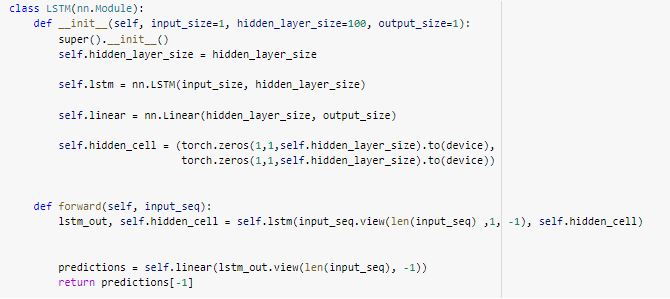 class LSTM(nn.Module):
    def __init__(self, input_size=1, hidden_layer_size=100, output_size=1):
        super().__init__()
        self.hidden_layer_size = hidden_layer_size
        self.lstm = nn.LSTM(input_size, hidden_layer_size)
        self.linear = nn.Linear(hidden_layer_size, output_size)
        self.hidden_cell = (torch.zeros(1,1,self.hidden_layer_size).to(device),
                            torch.zeros(1,1,self.hidden_layer_size).to(device))
    def forward(self, input_seq):
        lstm_out, self.hidden_cell = self.lstm(input_seq.view(len(input_seq) ,1, -1), self.hidden_cell)
        predictions = self.linear(lstm_out.view(len(input_seq), -1))
        return predictions[-1]